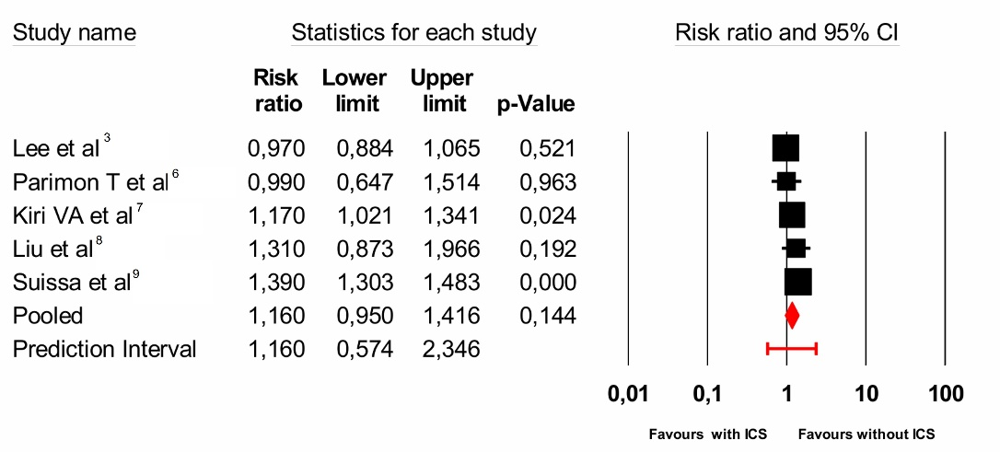 Study name Statistics for each study Risk ratio and 95% CI
Risk ratio Lower limit Upper limit p-Value
Lee et al 3 0,970 0,884 1,065 0,521
Parimon T et al 6 0,990 0,647 1,514 0,963
Kiri VA et al 7 1,170 1,021 1,341 0,024
Liu et al 8 1,310 0,873 1,966 0,192
Suissa et al 9 1,390 1,303 1,483 0,000
Pooled 1,160 0,950 1,416 0,144
Prediction Interval 1,160 0,574 2,346
0,01 0,1 1 10 100
Favours with ICS Favours without ICS